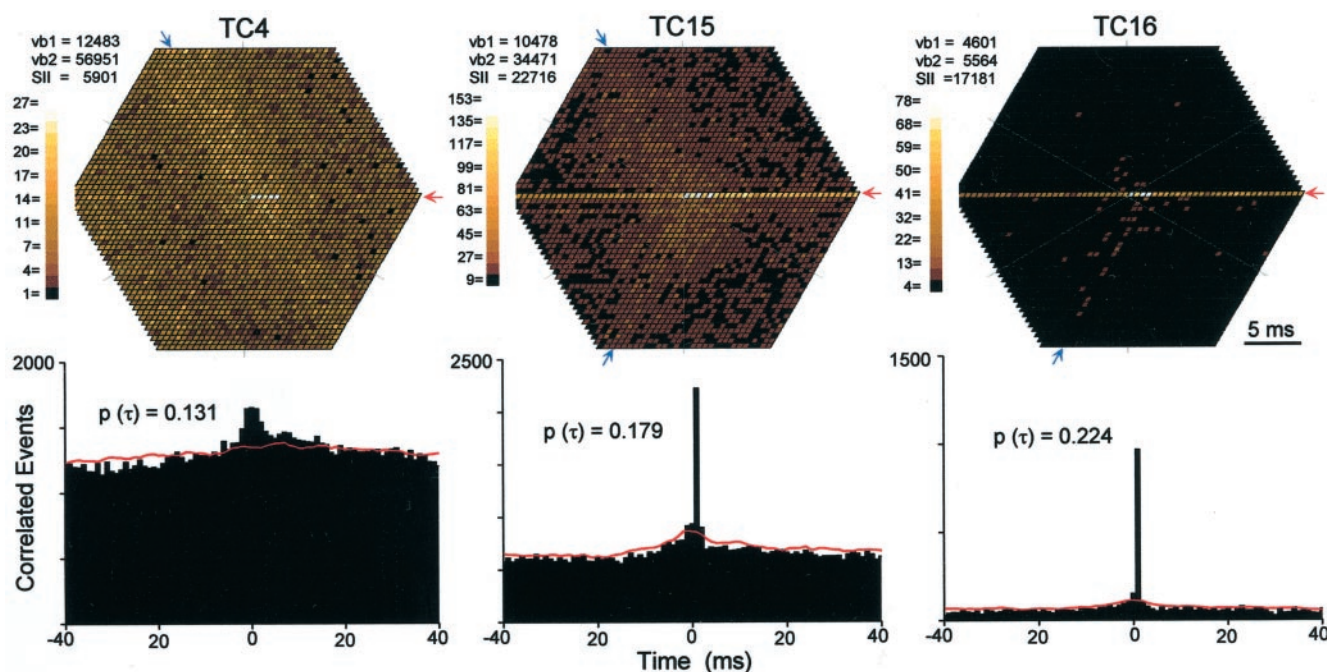 TC4
vb1 = 12483
vb2 = 56951
SII = 5901
27=
23=
20=
17=
14=
11=
7=
4=
1=
TC15
vb1 = 10478
vb2 = 34471
SII = 22716
153=
135=
117=
99=
81=
63=
45=
27=
9=
TC16
vb1 = 4601
vb2 = 5564
SII =17181
78=
68=
59=
50=
41=
32=
22=
13=
4=
5 ms
2000
p (τ) = 0.131
Correlated Events
-40 -20 0 20 40
2500
p (τ) = 0.179
-40 -20 0 20 40
1500
p (τ) = 0.224
-40 -20 0 20 40
Time (ms)